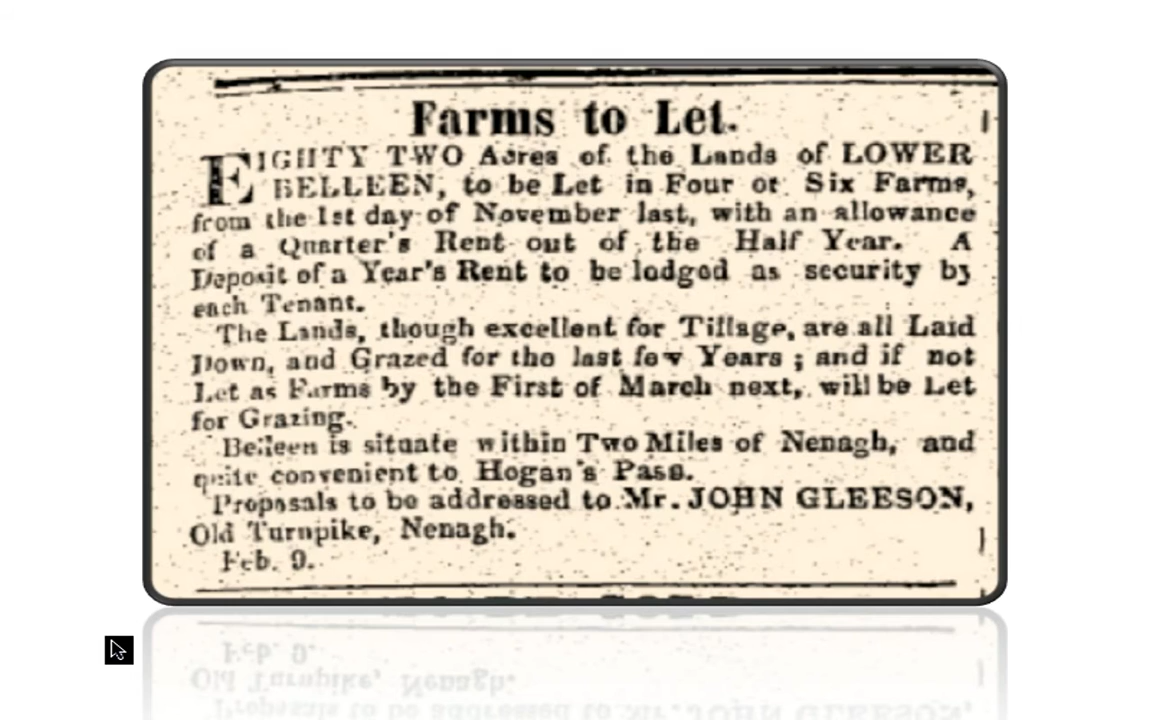 Farms to Let.
EIGHTY TWO Acres of the Lands of LOWER
BELLEEN, to be Let in Four or Six Farms,
from the 1st day of November last, with an allowance
of a Quarter's Rent out of the Half Year. A
Deposit of a Year's Rent to be lodged as security by
each Tenant.
The Lands, though excellent for Tillage, are all Laid
Down, and Grazed for the last few Years ; and if not
Let as Farms by the First of March next, will be Let
for Grazing.
Belleen is situate within Two Miles of Nenagh, and
quite convenient to Hogan's Pass.
Proposals to be addressed to Mr. JOHN GLEESON,
Old Turnpike, Nenagh.
Feb. 9.